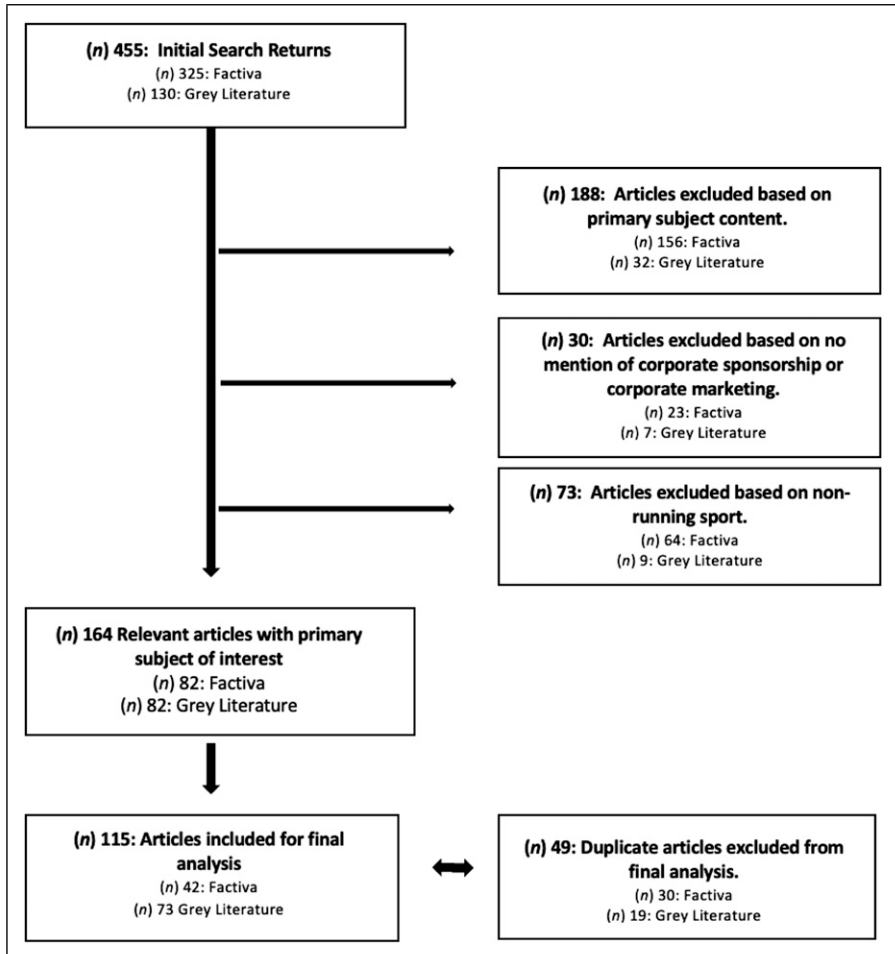 (n) 455: Initial Search Returns
(n) 325: Factiva
(n) 130: Grey Literature
(n) 188: Articles excluded based on
primary subject content.
(n) 156: Factiva
(n) 32: Grey Literature
(n) 30: Articles excluded based on no
mention of corporate sponsorship or
corporate marketing.
(n) 23: Factiva
(n) 7: Grey Literature
(n) 73: Articles excluded based on non-
running sport.
(n) 64: Factiva
(n) 9: Grey Literature
(n) 164 Relevant articles with primary
subject of interest
(n) 82: Factiva
(n) 82: Grey Literature
(n) 115: Articles included for final
analysis
(n) 42: Factiva
(n) 73 Grey Literature
(n) 49: Duplicate articles excluded from
final analysis.
(n) 30: Factiva
(n) 19: Grey Literature